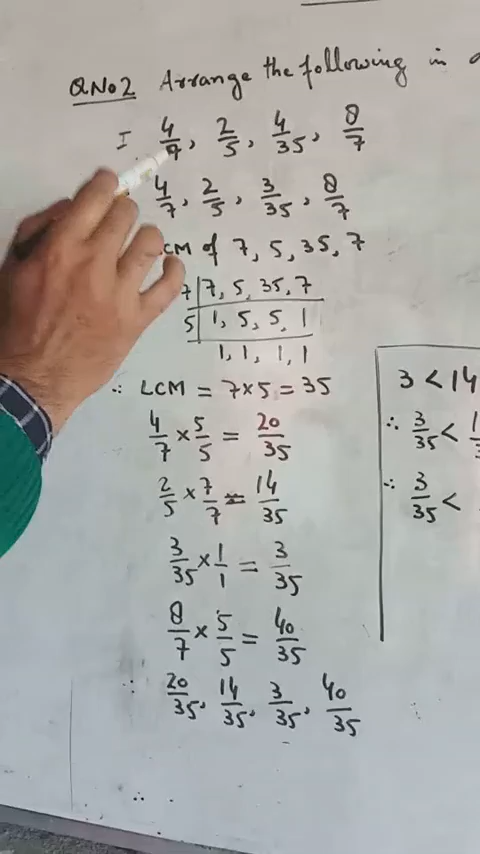 QNo2 Arrange the following in
I 4/7, 2/5, 4/35, 8/7
4/7, 2/5, 3/35, 8/7
CM of 7, 5, 35, 7
7 | 7, 5, 35, 7
5 | 1, 5, 5, 1
1, 1, 1, 1
∴ LCM = 7×5 = 35
4/7 × 5/5 = 20/35
2/5 × 7/7 = 14/35
3/35 × 1/1 = 3/35
8/7 × 5/5 = 40/35
∴ 20/35, 14/35, 3/35, 40/35
∴
3 < 14
∴ 3/35 <
∴ 3/35 <